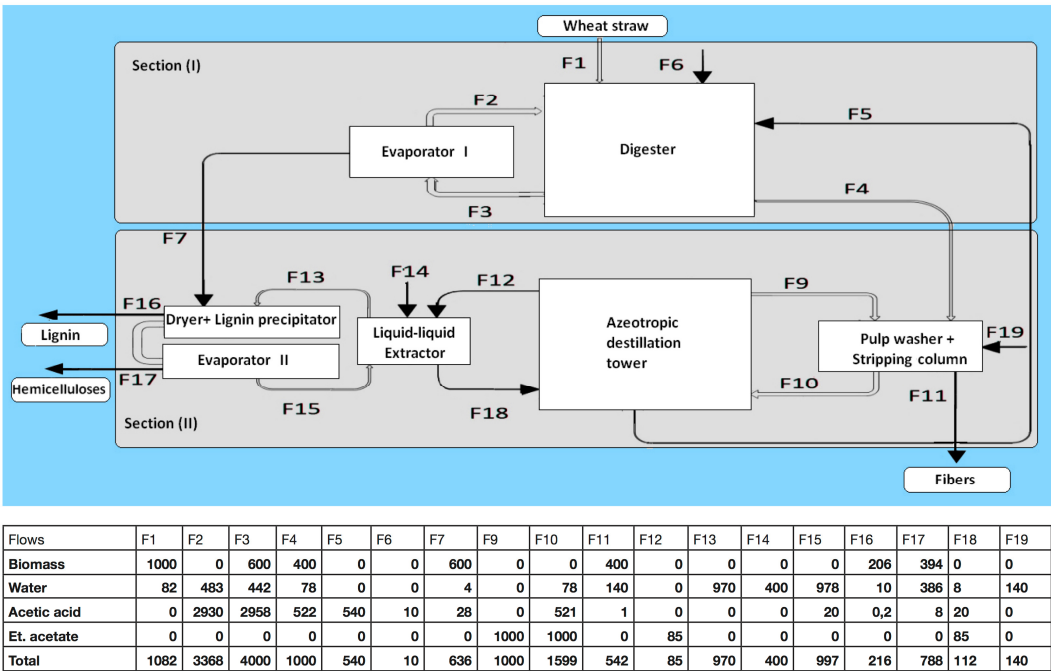 Wheat straw
Section (I)
F1
F6
F2
F5
Evaporator I
Digester
F4
F3
F7
F13
F14
F12
F9
F16
Lignin
Dryer+ Lignin precipitator
Liquid-liquid
Extractor
Azeotropic
destillation
tower
Pulp washer +
Stripping column
F19
Evaporator II
F17
Hemicelluloses
F10
F11
F15
F18
Section (II)
Fibers
Flows F1 F2 F3 F4 F5 F6 F7 F9 F10 F11 F12 F13 F14 F15 F16 F17 F18 F19
Biomass 1000 0 600 400 0 0 600 0 0 400 0 0 0 0 206 394 0 0
Water 82 483 442 78 0 0 4 0 78 140 0 970 400 978 10 386 8 140
Acetic acid 0 2930 2958 522 540 10 28 0 521 1 0 0 0 20 0,2 8 20 0
Et. acetate 0 0 0 0 0 0 0 1000 1000 0 85 0 0 0 0 0 85 0
Total 1082 3368 4000 1000 540 10 636 1000 1599 542 85 970 400 997 216 788 112 140